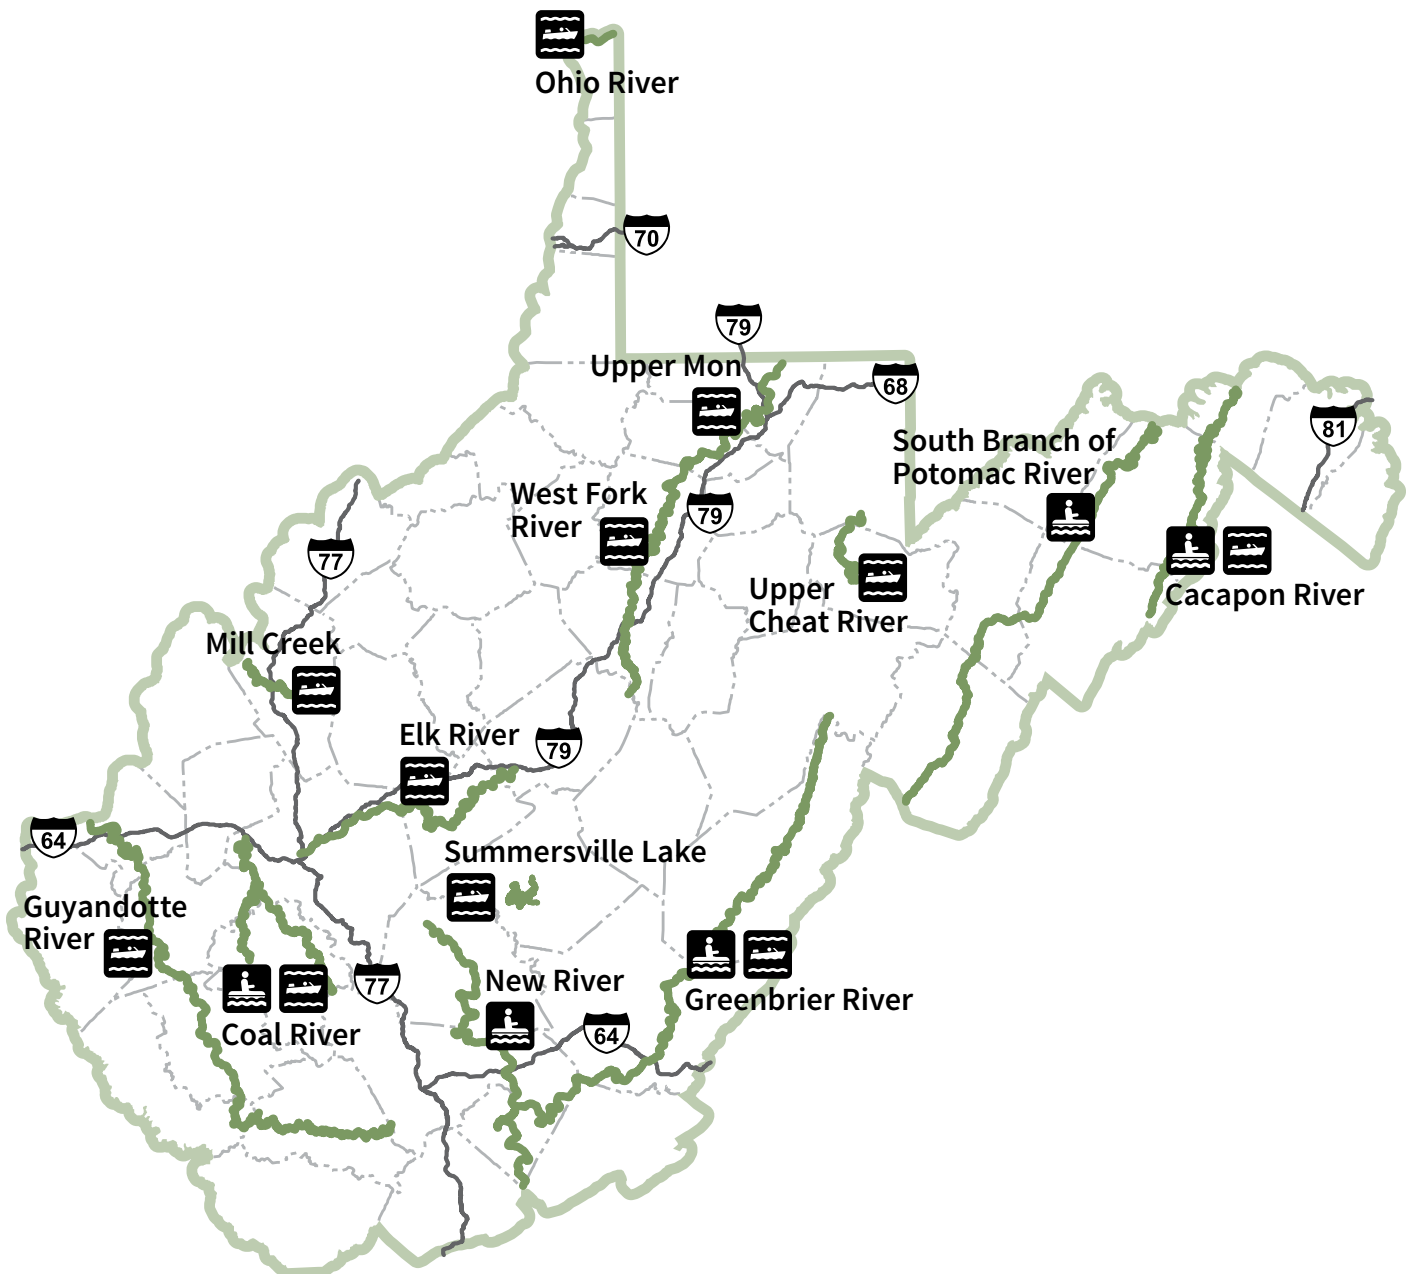 Ohio River
70
79
Upper Mon
68
81
South Branch of
Potomac River
West Fork
River
79
77
Upper
Cheat River
Cacapon River
Mill Creek
Elk River
79
64
Summersville Lake
Guyandotte
River
77
New River
Greenbrier River
Coal River
64